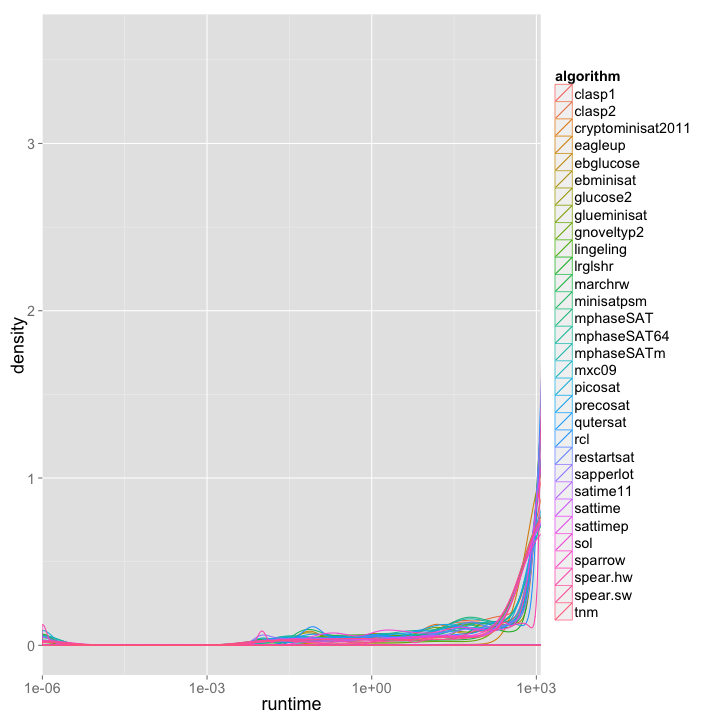 algorithm
clasp1
clasp2
cryptominisat2011
eagleup
ebglucose
ebminisat
glucose2
glueminisat
gnoveltyp2
lingeling
lrglshr
marchrw
minisatpsm
mphaseSAT
mphaseSAT64
mphaseSATm
mxc09
picosat
precosat
qutersat
rcl
restartsat
sapperlot
satime11
sattime
sattimep
sol
sparrow
spear.hw
spear.sw
tnm
density
3
2
1
0
1e-06 1e-03 1e+00 1e+03
runtime